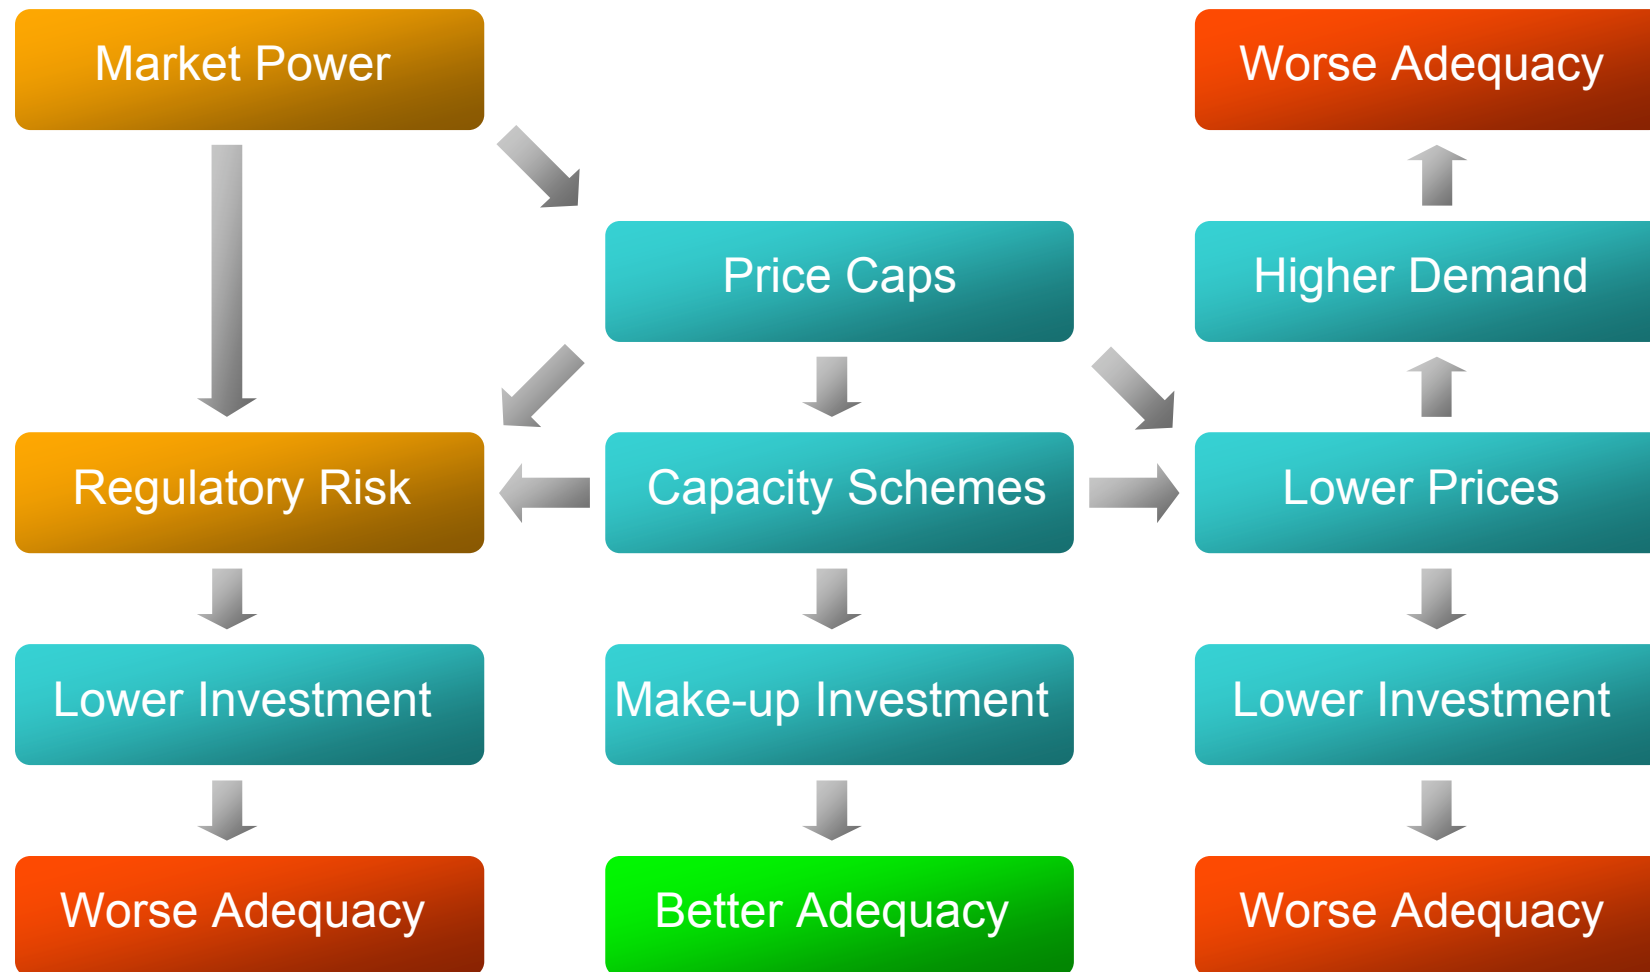 Market Power
Worse Adequacy
Price Caps
Higher Demand
Regulatory Risk
Capacity Schemes
Lower Prices
Lower Investment
Make-up Investment
Lower Investment
Worse Adequacy
Better Adequacy
Worse Adequacy